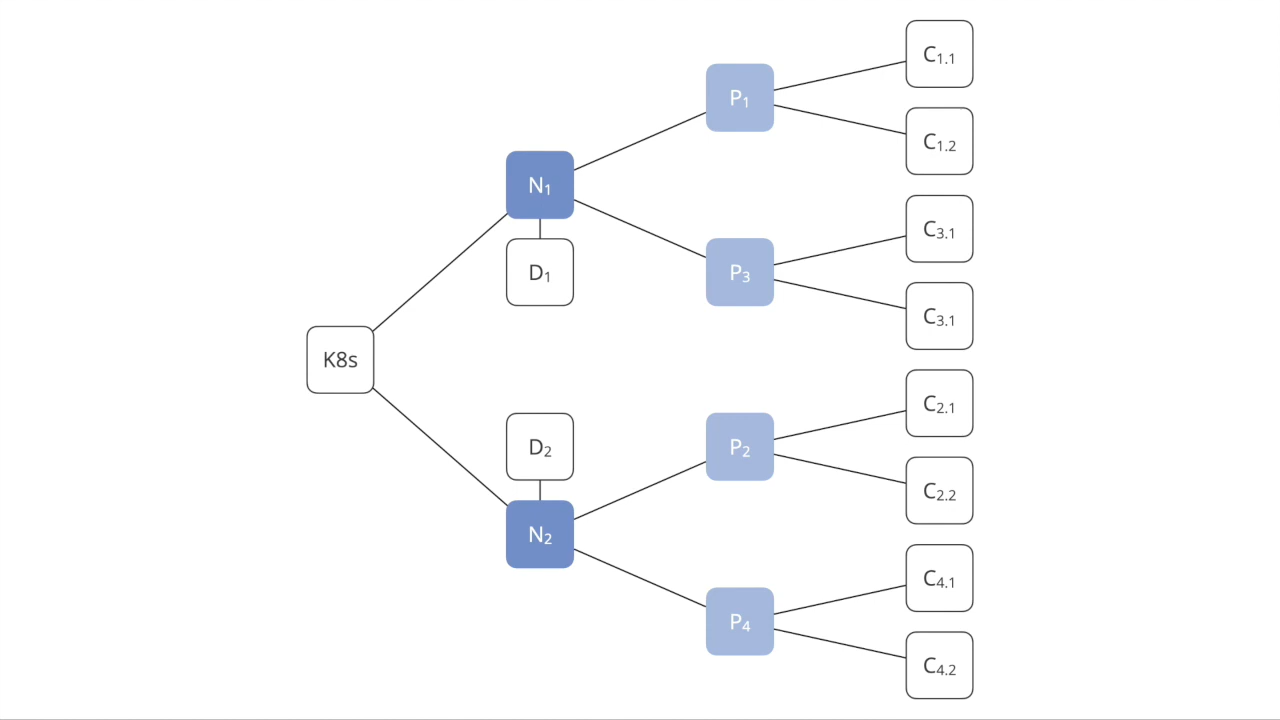 C1.1
P1
C1.2
N1
C3.1
D1
P3
C3.1
K8s
C2.1
D2
P2
C2.2
N2
C4.1
P4
C4.2